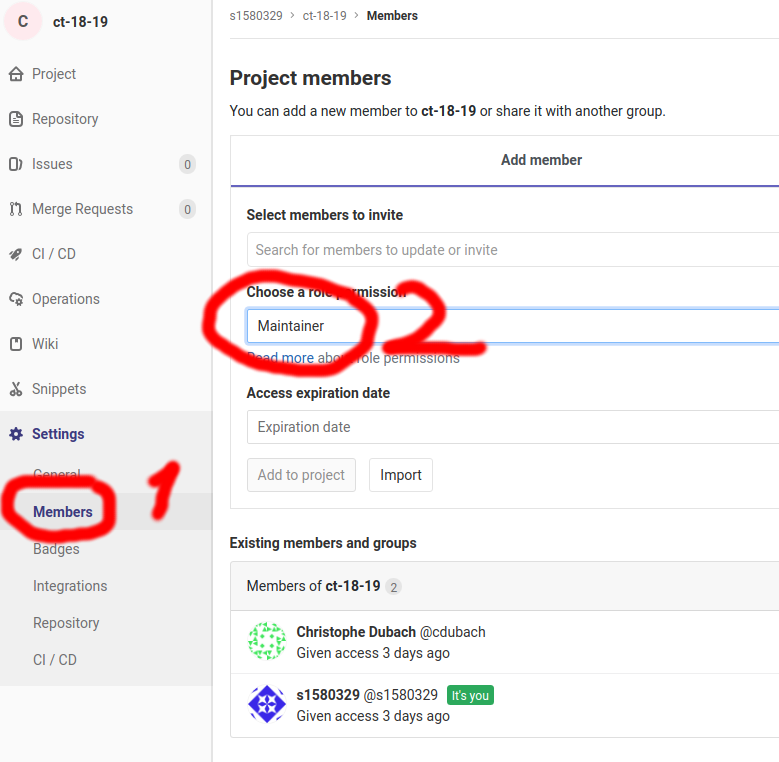 C ct-18-19
Project
Repository
Issues 0
Merge Requests 0
CI / CD
Operations
Wiki
Snippets
Settings
General
Members
Badges
Integrations
Repository
CI / CD
1
s1580329 › ct-18-19 › Members
Project members
You can add a new member to ct-18-19 or share it with another group.
Add member
Select members to invite
Search for members to update or invite
Choose a role permission
2
Maintainer
Read more about role permissions
Access expiration date
Expiration date
Add to project Import
Existing members and groups
Members of ct-18-19 2
Christophe Dubach @cdubach
Given access 3 days ago
s1580329 @s1580329 It's you
Given access 3 days ago